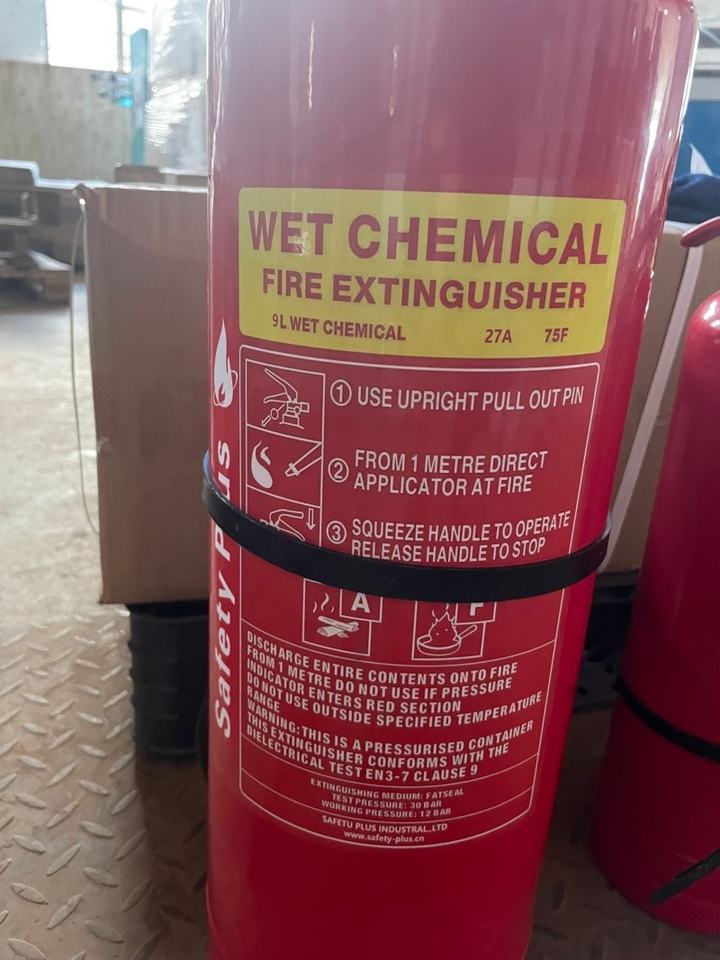 WET CHEMICAL
FIRE EXTINGUISHER
9L WET CHEMICAL 27A 75F
Safety Plus
1 USE UPRIGHT PULL OUT PIN
2 FROM 1 METRE DIRECT
APPLICATOR AT FIRE
3 SQUEEZE HANDLE TO OPERATE
RELEASE HANDLE TO STOP
A F
DISCHARGE ENTIRE CONTENTS ONTO FIRE
FROM 1 METRE DO NOT USE IF PRESSURE
INDICATOR ENTERS RED SECTION
DO NOT USE OUTSIDE SPECIFIED TEMPERATURE
RANGE
WARNING:THIS IS A PRESSURISED CONTAINER
THIS EXTINGUISHER CONFORMS WITH THE
DIELECTRICAL TEST EN3-7 CLAUSE 9
EXTINGUISHING MEDIUM: FATSEAL
TEST PRESSURE: 30 BAR
WORKING PRESSURE: 12 BAR
SAFETU PLUS INDUSTRAL.,LTD
www.safety-plus.cn